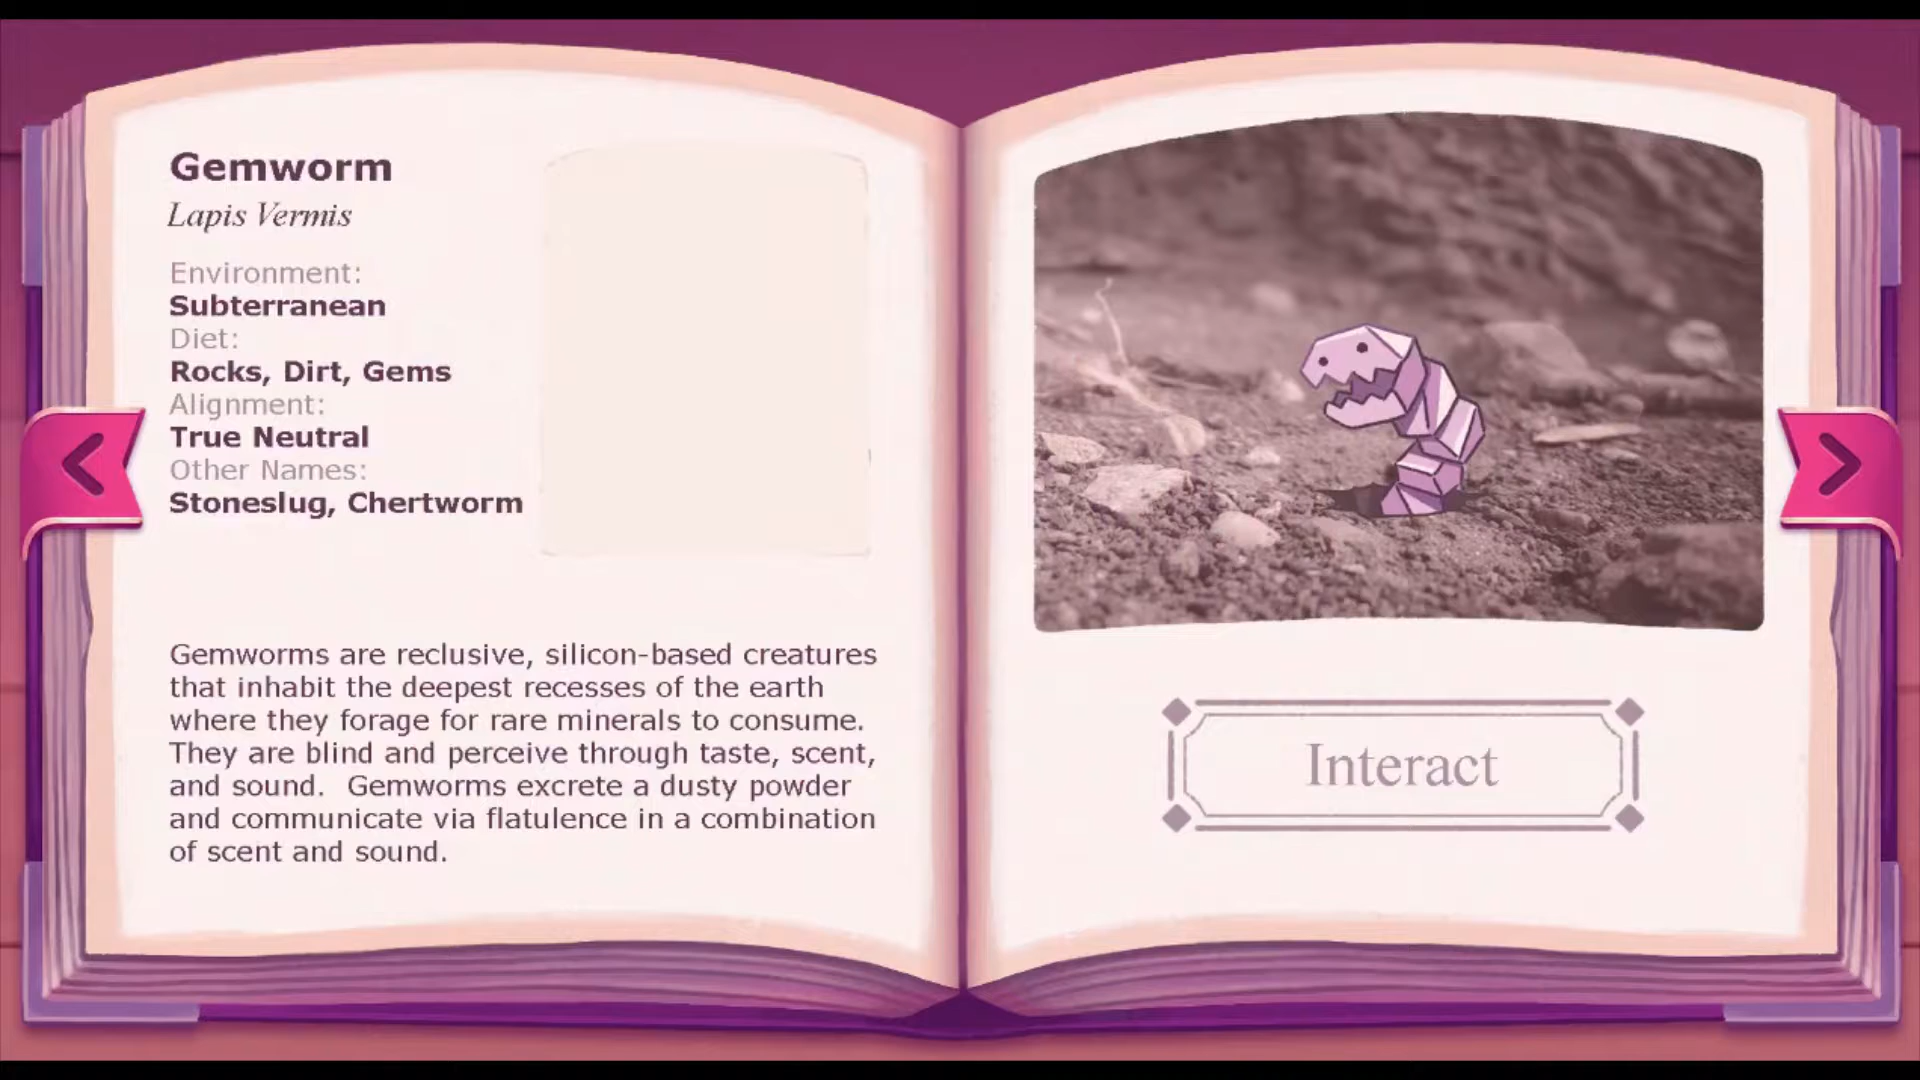 Gemworm
Lapis Vermis
Environment:
Subterranean
Diet:
Rocks, Dirt, Gems
Alignment:
True Neutral
Other Names:
Stoneslug, Chertworm
Gemworms are reclusive, silicon-based creatures
that inhabit the deepest recesses of the earth
where they forage for rare minerals to consume.
They are blind and perceive through taste, scent,
and sound.  Gemworms excrete a dusty powder
and communicate via flatulence in a combination
of scent and sound.
Interact